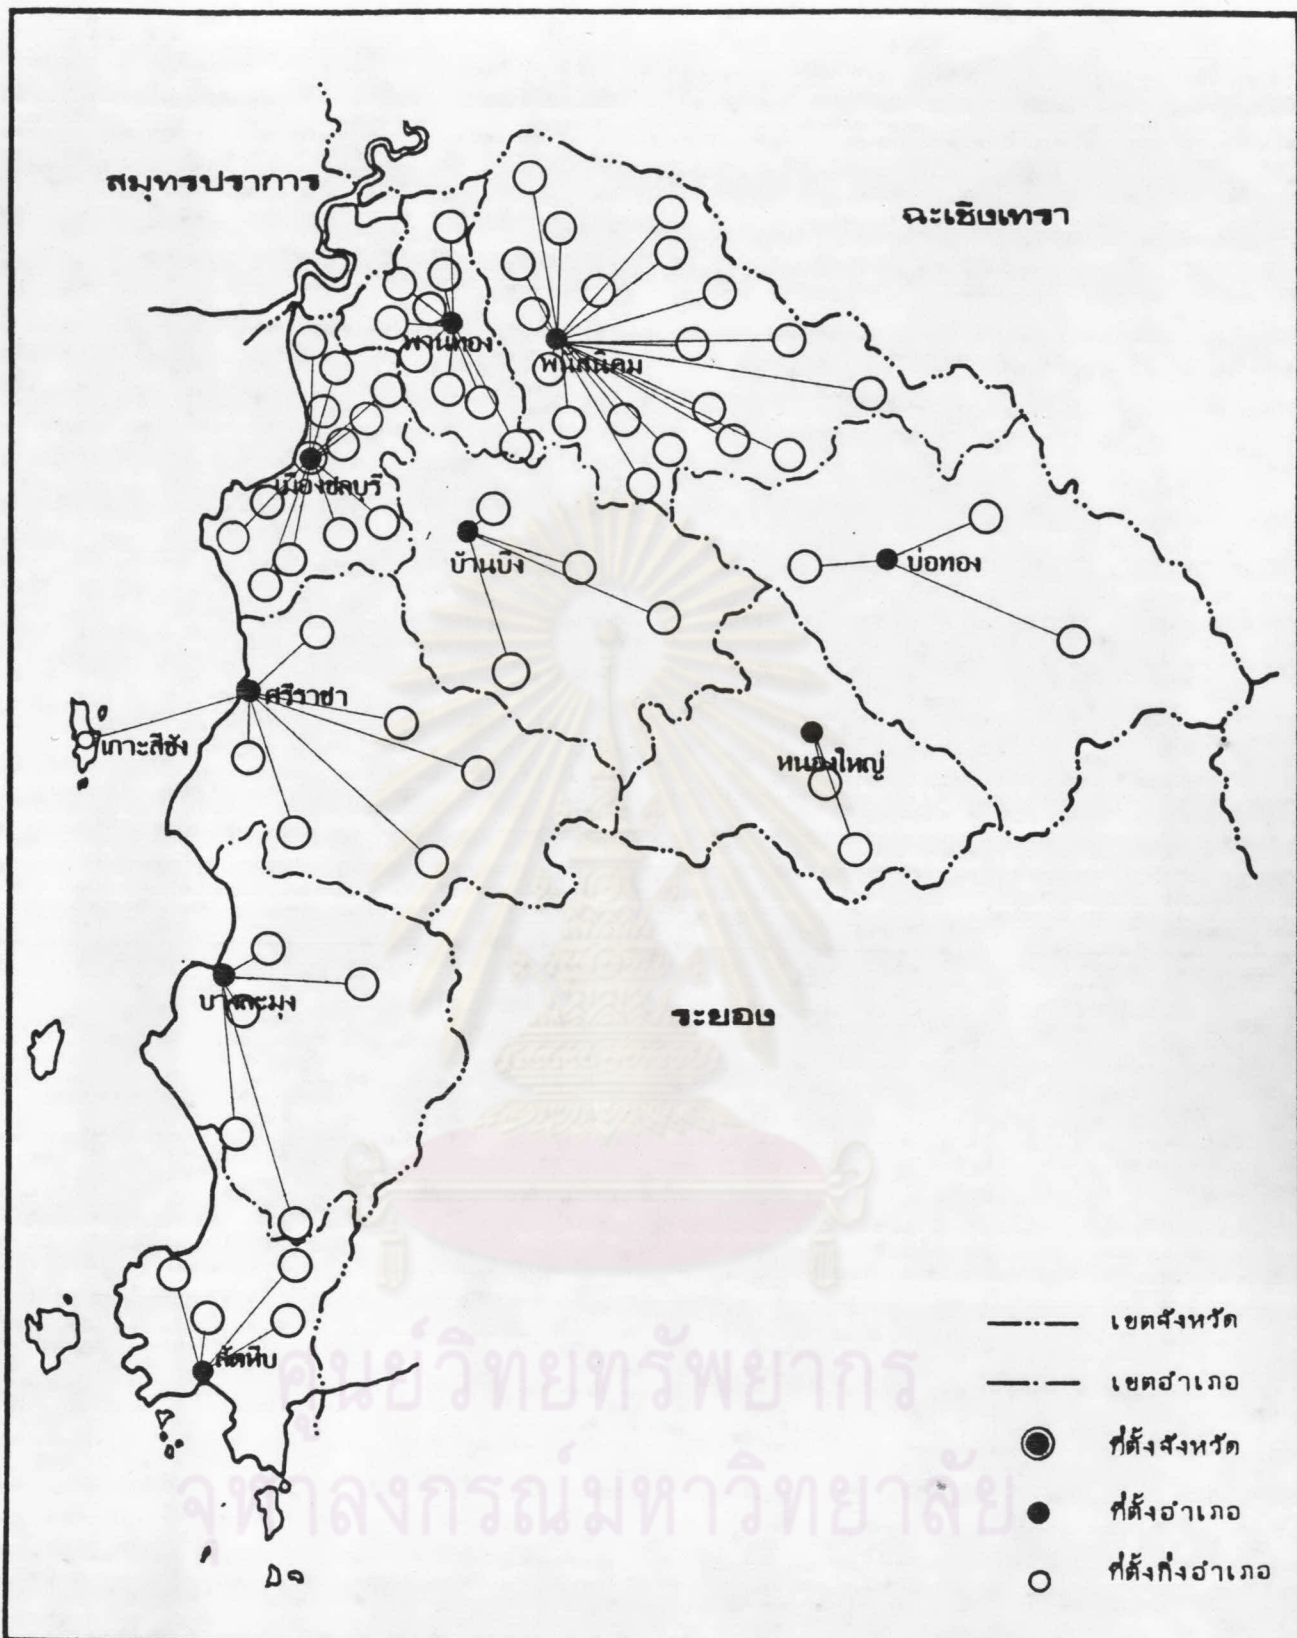 สมุทรปราการ
ฉะเชิงเทรา
พานทอง
พนัสนิคม
เมืองชลบุรี
บ้านบึง
บ่อทอง
ศรีราชา
เกาะสีชัง
หนองใหญ่
บางละมุง
ระยอง
สัตหีบ
เขตจังหวัด
เขตอำเภอ
ที่ตั้งจังหวัด
ที่ตั้งอำเภอ
ที่ตั้งกิ่งอำเภอ
ศูนย์วิทยทรัพยากร
จุฬาลงกรณ์มหาวิทยาลัย